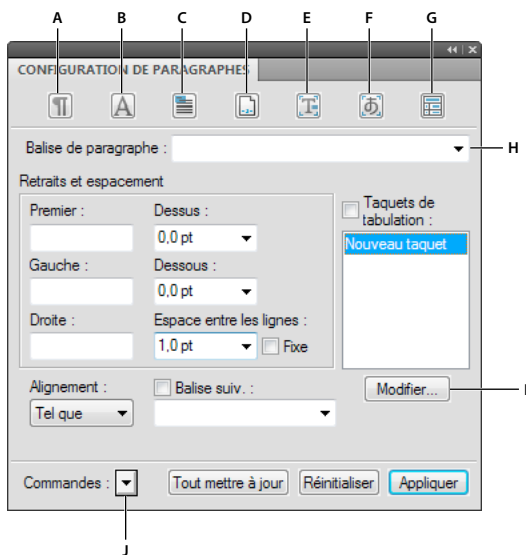 A B C D E F G
CONFIGURATION DE PARAGRAPHES
Balise de paragraphe : H
Retraits et espacement
Premier : Dessus : Taquets de tabulation :
0,0 pt Nouveau taquet
Gauche : Dessous :
0,0 pt
Droite : Espace entre les lignes :
1,0 pt Fixe
Alignement : Balise suiv. : Modifier... I
Tel que
Commandes : Tout mettre à jour Réinitialiser Appliquer
J